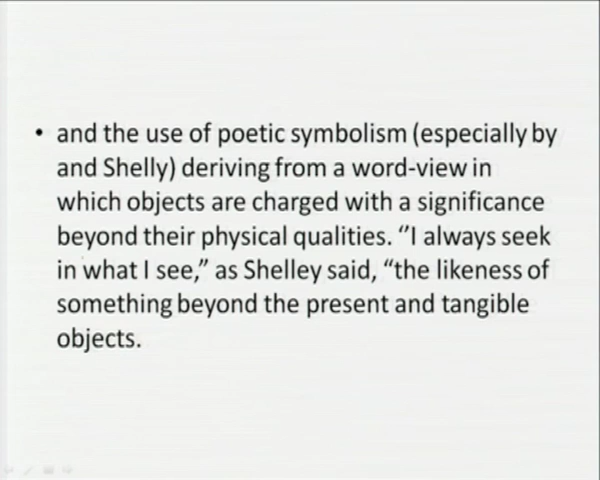 • and the use of poetic symbolism (especially by
and Shelly) deriving from a word-view in
which objects are charged with a significance
beyond their physical qualities. “I always seek
in what I see,” as Shelley said, “the likeness of
something beyond the present and tangible
objects.